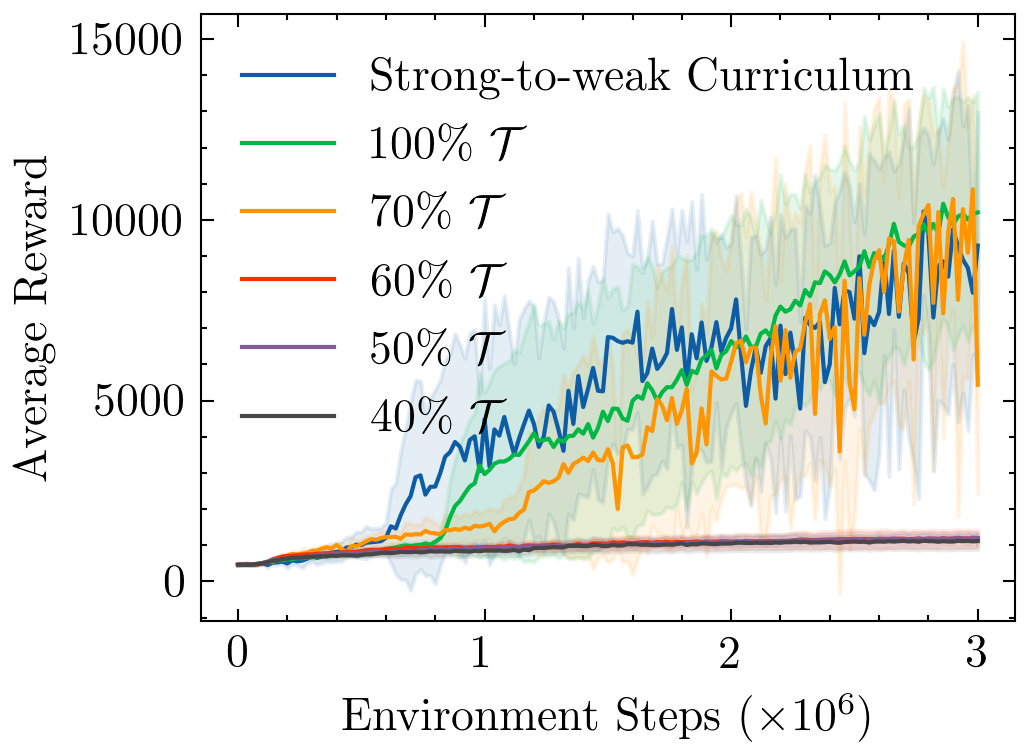 15000
10000
5000
0
Average Reward
Strong-to-weak Curriculum
100% 𝒯
70% 𝒯
60% 𝒯
50% 𝒯
40% 𝒯
0 1 2 3
Environment Steps (×10⁶)